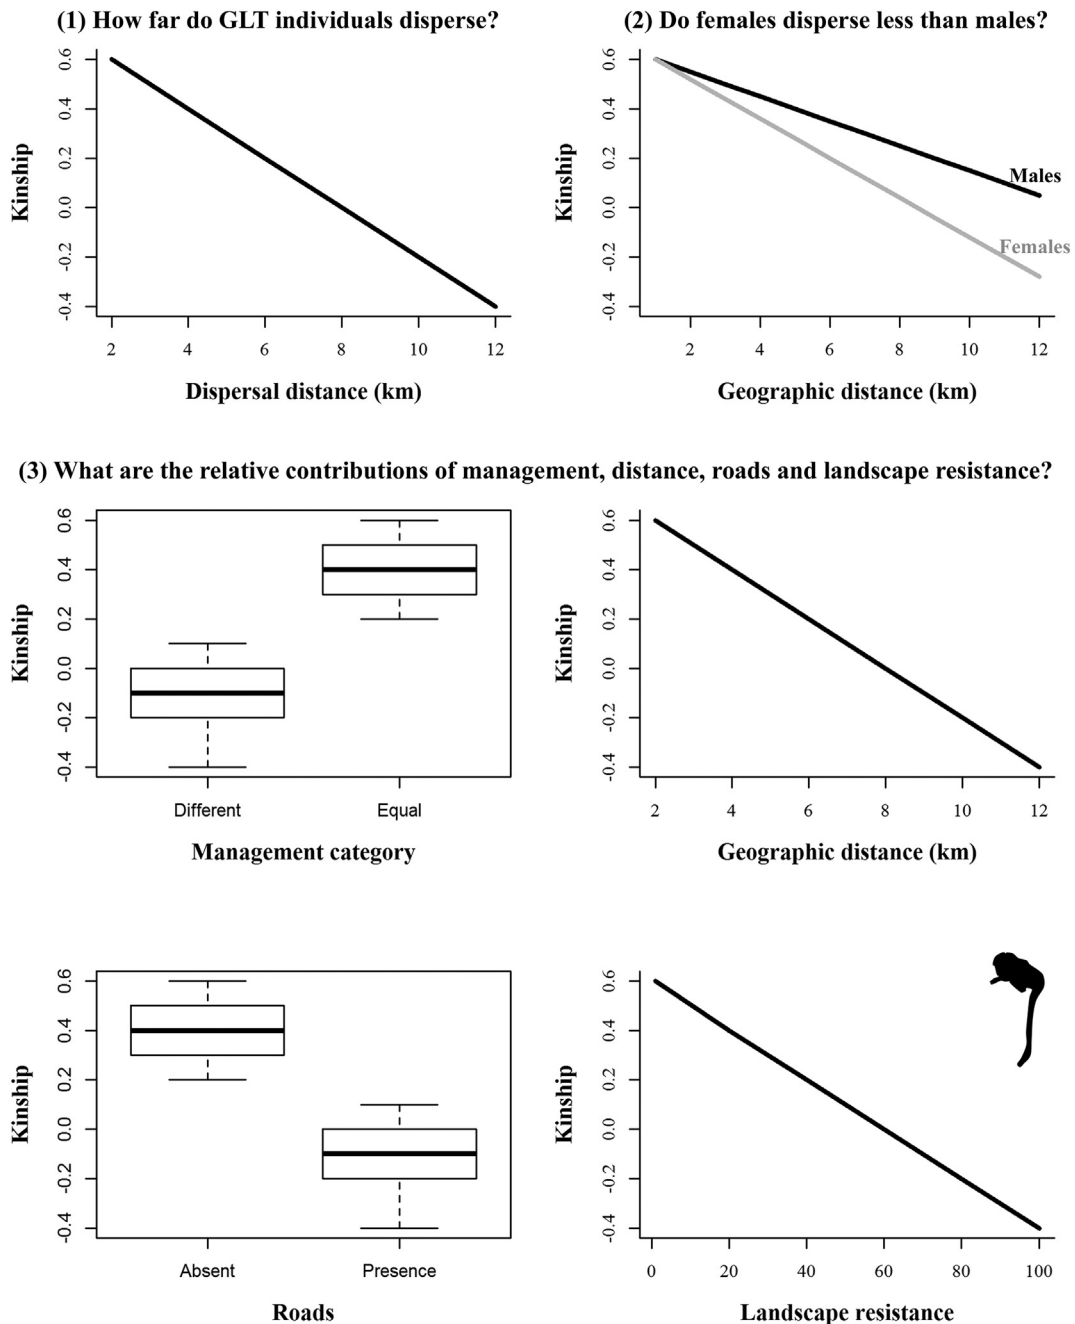 (1) How far do GLT individuals disperse?
Kinship
0.6
0.4
0.2
0.0
-0.2
-0.4
2 4 6 8 10 12
Dispersal distance (km)
(2) Do females disperse less than males?
Kinship
0.6
0.4
0.2
0.0
-0.2
-0.4
Males
Females
2 4 6 8 10 12
Geographic distance (km)
(3) What are the relative contributions of management, distance, roads and landscape resistance?
Kinship
0.6
0.4
0.2
0.0
-0.2
-0.4
Different Equal
Management category
Kinship
0.6
0.4
0.2
0.0
-0.2
-0.4
2 4 6 8 10 12
Geographic distance (km)
Kinship
0.6
0.4
0.2
0.0
-0.2
-0.4
Absent Presence
Roads
Kinship
0.6
0.4
0.2
0.0
-0.2
-0.4
0 20 40 60 80 100
Landscape resistance